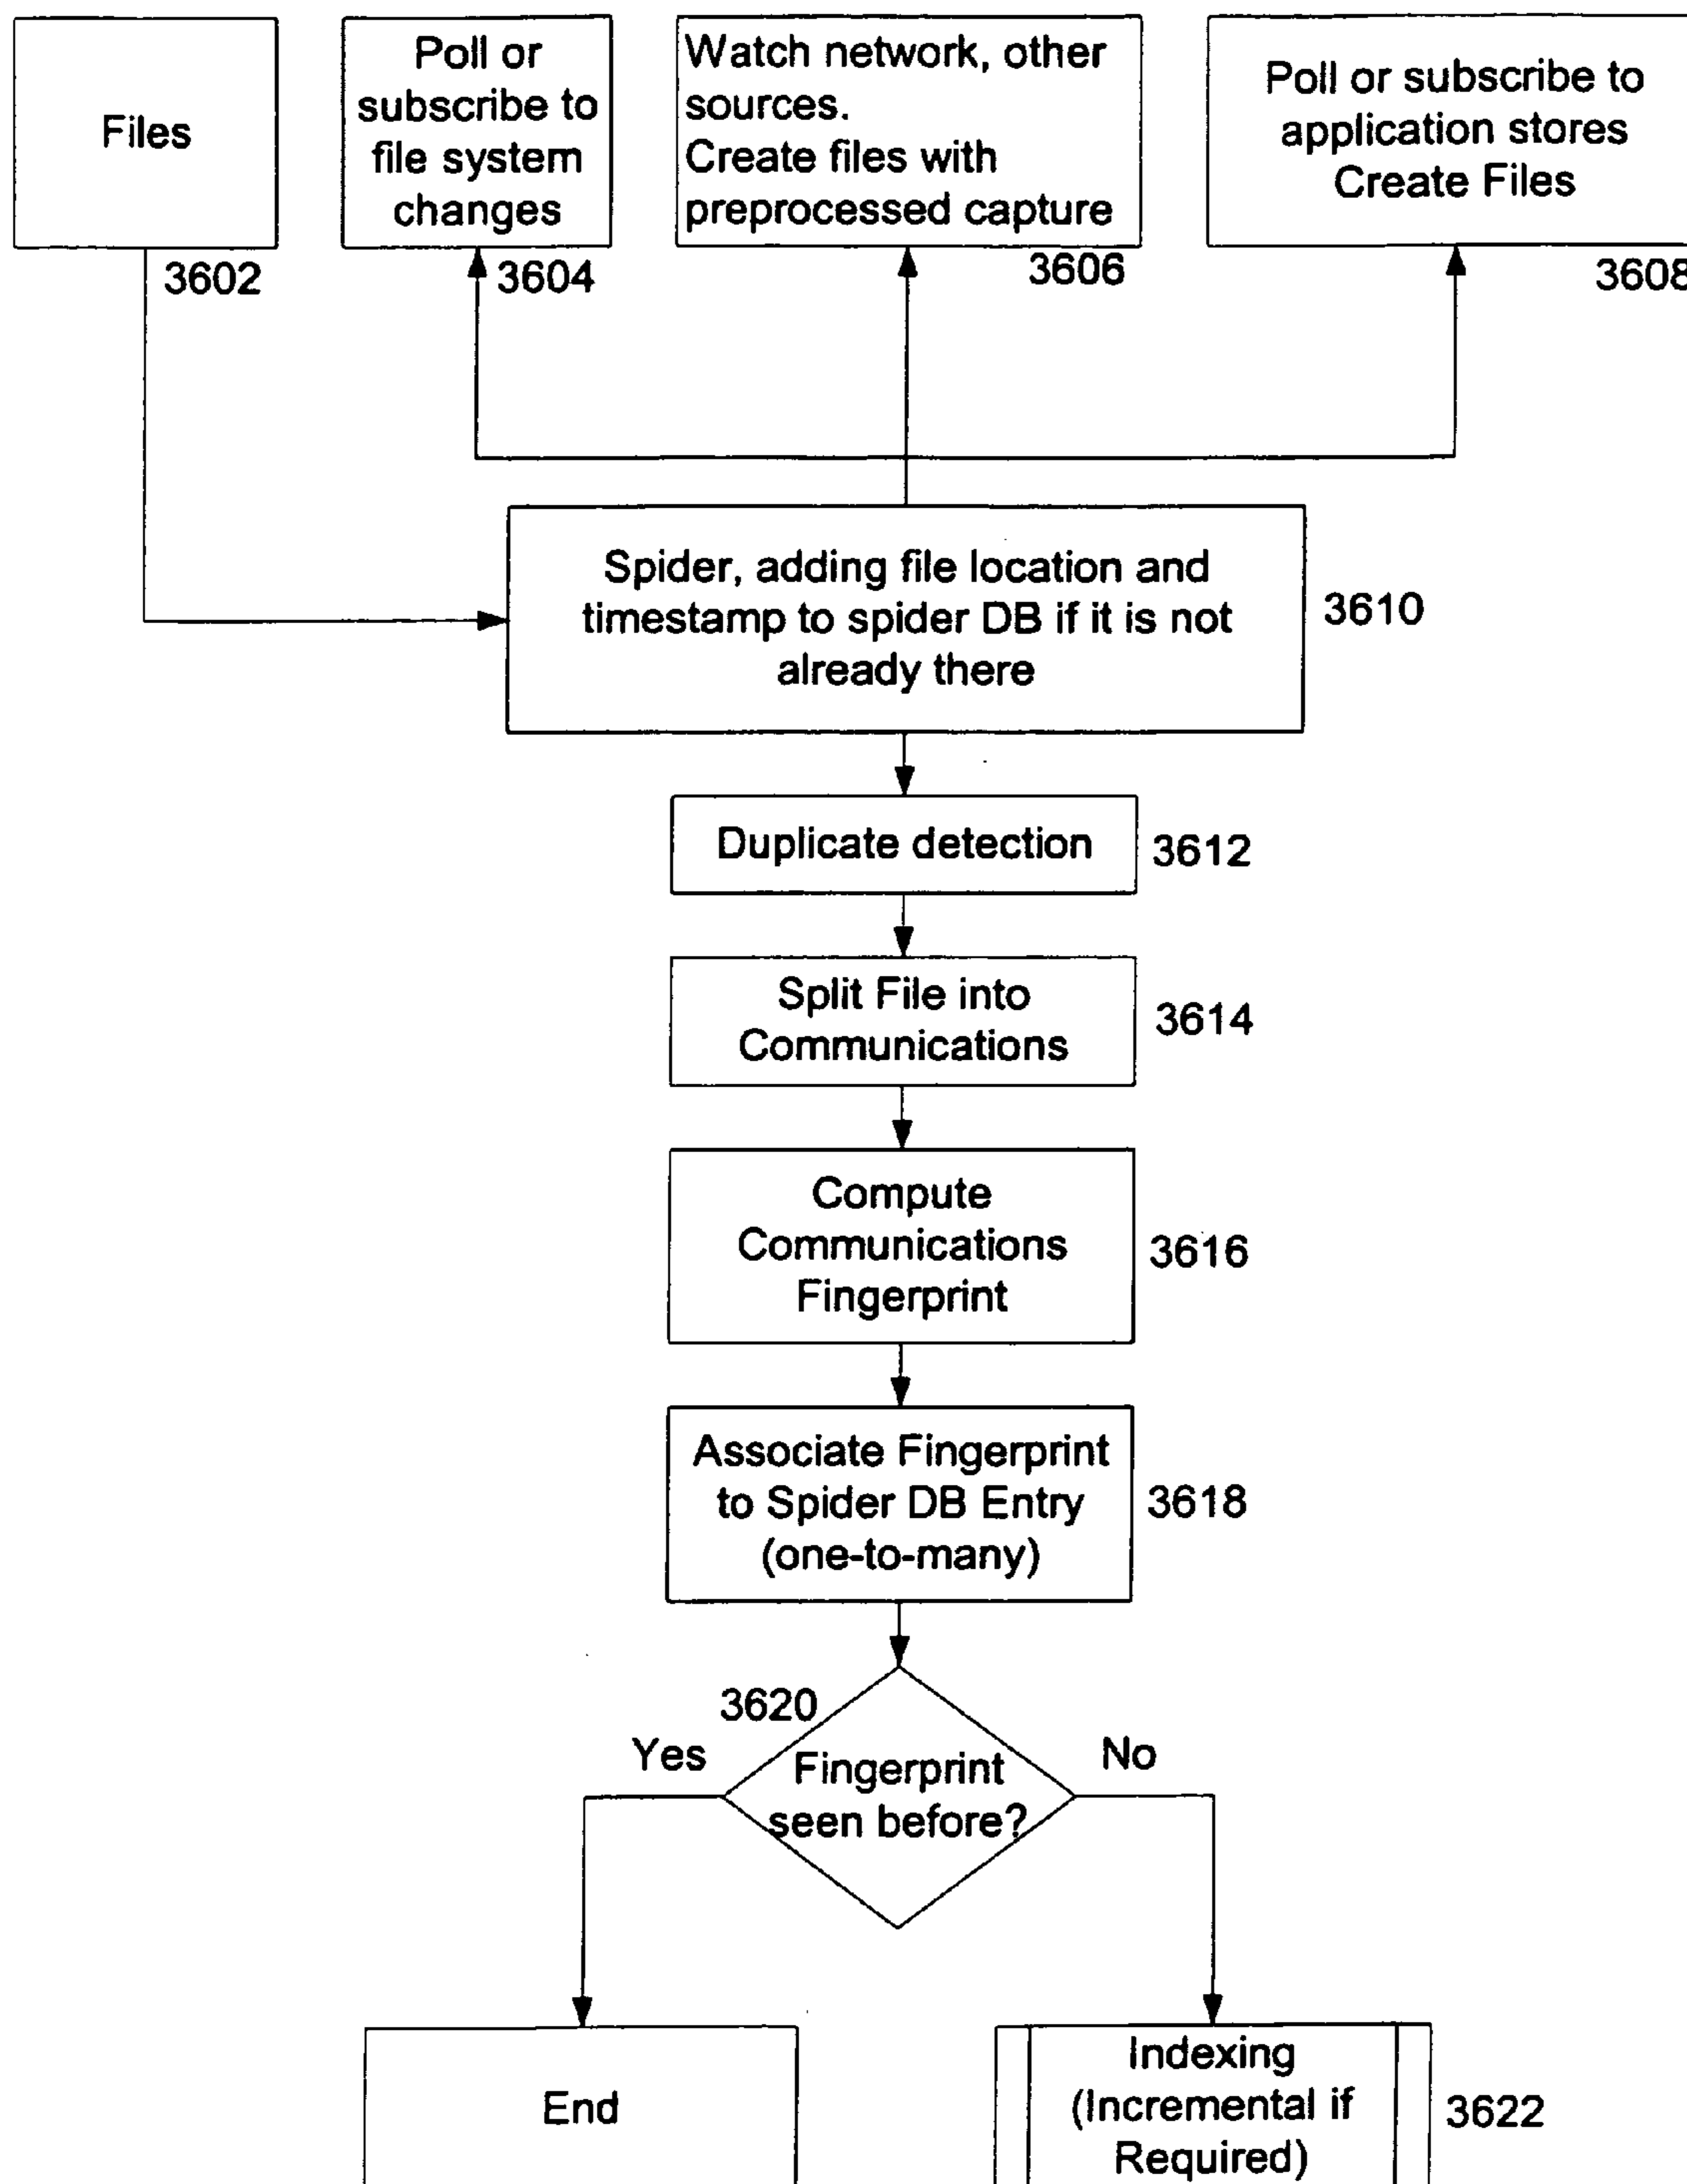 Files
3602
Poll or
subscribe to
file system
changes
3604
Watch network, other
sources.
Create files with
preprocessed capture
3606
Poll or subscribe to
application stores
Create Files
3608
Spider, adding file location and
timestamp to spider DB if it is not
already there
3610
Duplicate detection
3612
Split File into
Communications
3614
Compute
Communications
Fingerprint
3616
Associate Fingerprint
to Spider DB Entry
(one-to-many)
3618
3620
Yes
Fingerprint
seen before?
No
End
Indexing
(Incremental if
Required)
3622